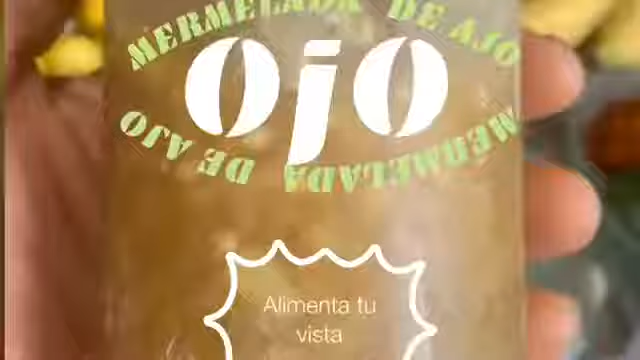 MERMELADA DE AJO
OJO
MERMELADA DE AJO
Alimenta tu
vista